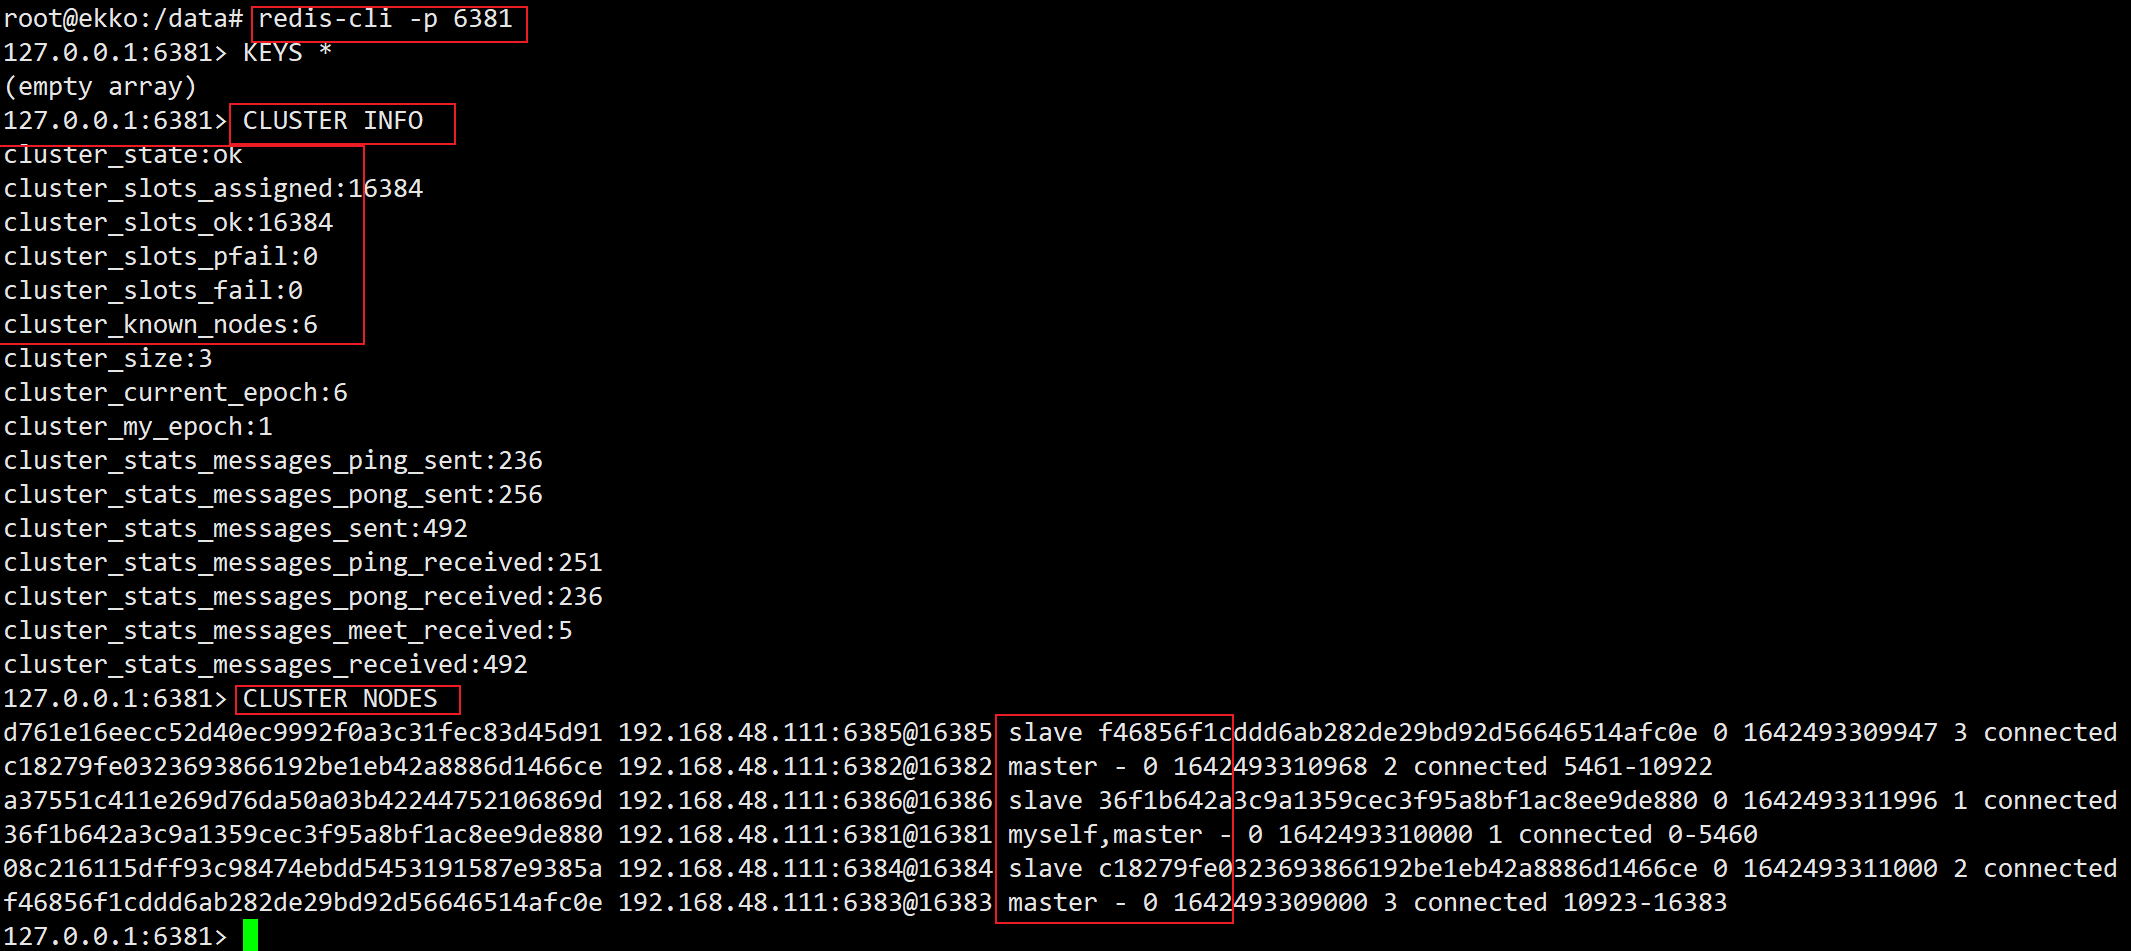 root@ekko:/data# redis-cli -p 6381
127.0.0.1:6381> KEYS *
(empty array)
127.0.0.1:6381> CLUSTER INFO
cluster_state:ok
cluster_slots_assigned:16384
cluster_slots_ok:16384
cluster_slots_pfail:0
cluster_slots_fail:0
cluster_known_nodes:6
cluster_size:3
cluster_current_epoch:6
cluster_my_epoch:1
cluster_stats_messages_ping_sent:236
cluster_stats_messages_pong_sent:256
cluster_stats_messages_sent:492
cluster_stats_messages_ping_received:251
cluster_stats_messages_pong_received:236
cluster_stats_messages_meet_received:5
cluster_stats_messages_received:492
127.0.0.1:6381> CLUSTER NODES
d761e16eecc52d40ec9992f0a3c31fec83d45d91 192.168.48.111:6385@16385 slave f46856f1cddd6ab282de29bd92d56646514afc0e 0 1642493309947 3 connected
c18279fe0323693866192be1eb42a8886d1466ce 192.168.48.111:6382@16382 master - 0 1642493310968 2 connected 5461-10922
a37551c411e269d76da50a03b42244752106869d 192.168.48.111:6386@16386 slave 36f1b642a3c9a1359cec3f95a8bf1ac8ee9de880 0 1642493311996 1 connected
36f1b642a3c9a1359cec3f95a8bf1ac8ee9de880 192.168.48.111:6381@16381 myself,master - 0 1642493310000 1 connected 0-5460
08c216115dff93c98474ebdd5453191587e9385a 192.168.48.111:6384@16384 slave c18279fe0323693866192be1eb42a8886d1466ce 0 1642493311000 2 connected
f46856f1cddd6ab282de29bd92d56646514afc0e 192.168.48.111:6383@16383 master - 0 1642493309000 3 connected 10923-16383
127.0.0.1:6381>